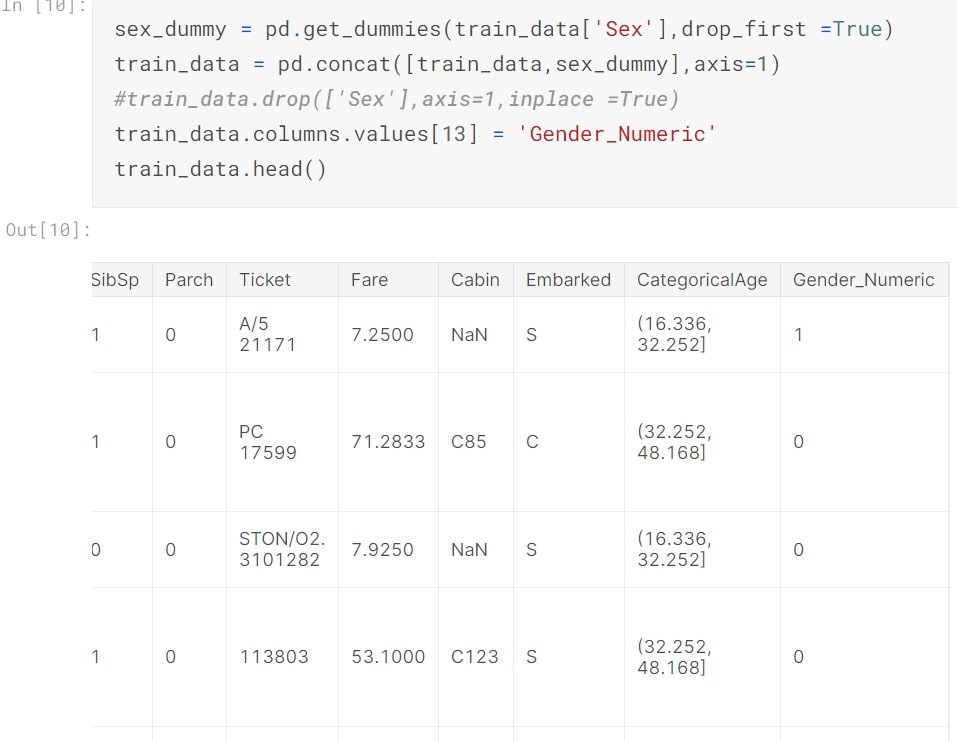 In [10]:
sex_dummy = pd.get_dummies(train_data['Sex'],drop_first =True)
train_data = pd.concat([train_data,sex_dummy],axis=1)
#train_data.drop(['Sex'],axis=1,inplace =True)
train_data.columns.values[13] = 'Gender_Numeric'
train_data.head()
Out[10]:
SibSp Parch Ticket Fare Cabin Embarked CategoricalAge Gender_Numeric
1 0 A/5 21171 7.2500 NaN S (16.336, 32.252] 1
1 0 PC 17599 71.2833 C85 C (32.252, 48.168] 0
0 0 STON/O2. 3101282 7.9250 NaN S (16.336, 32.252] 0
1 0 113803 53.1000 C123 S (32.252, 48.168] 0